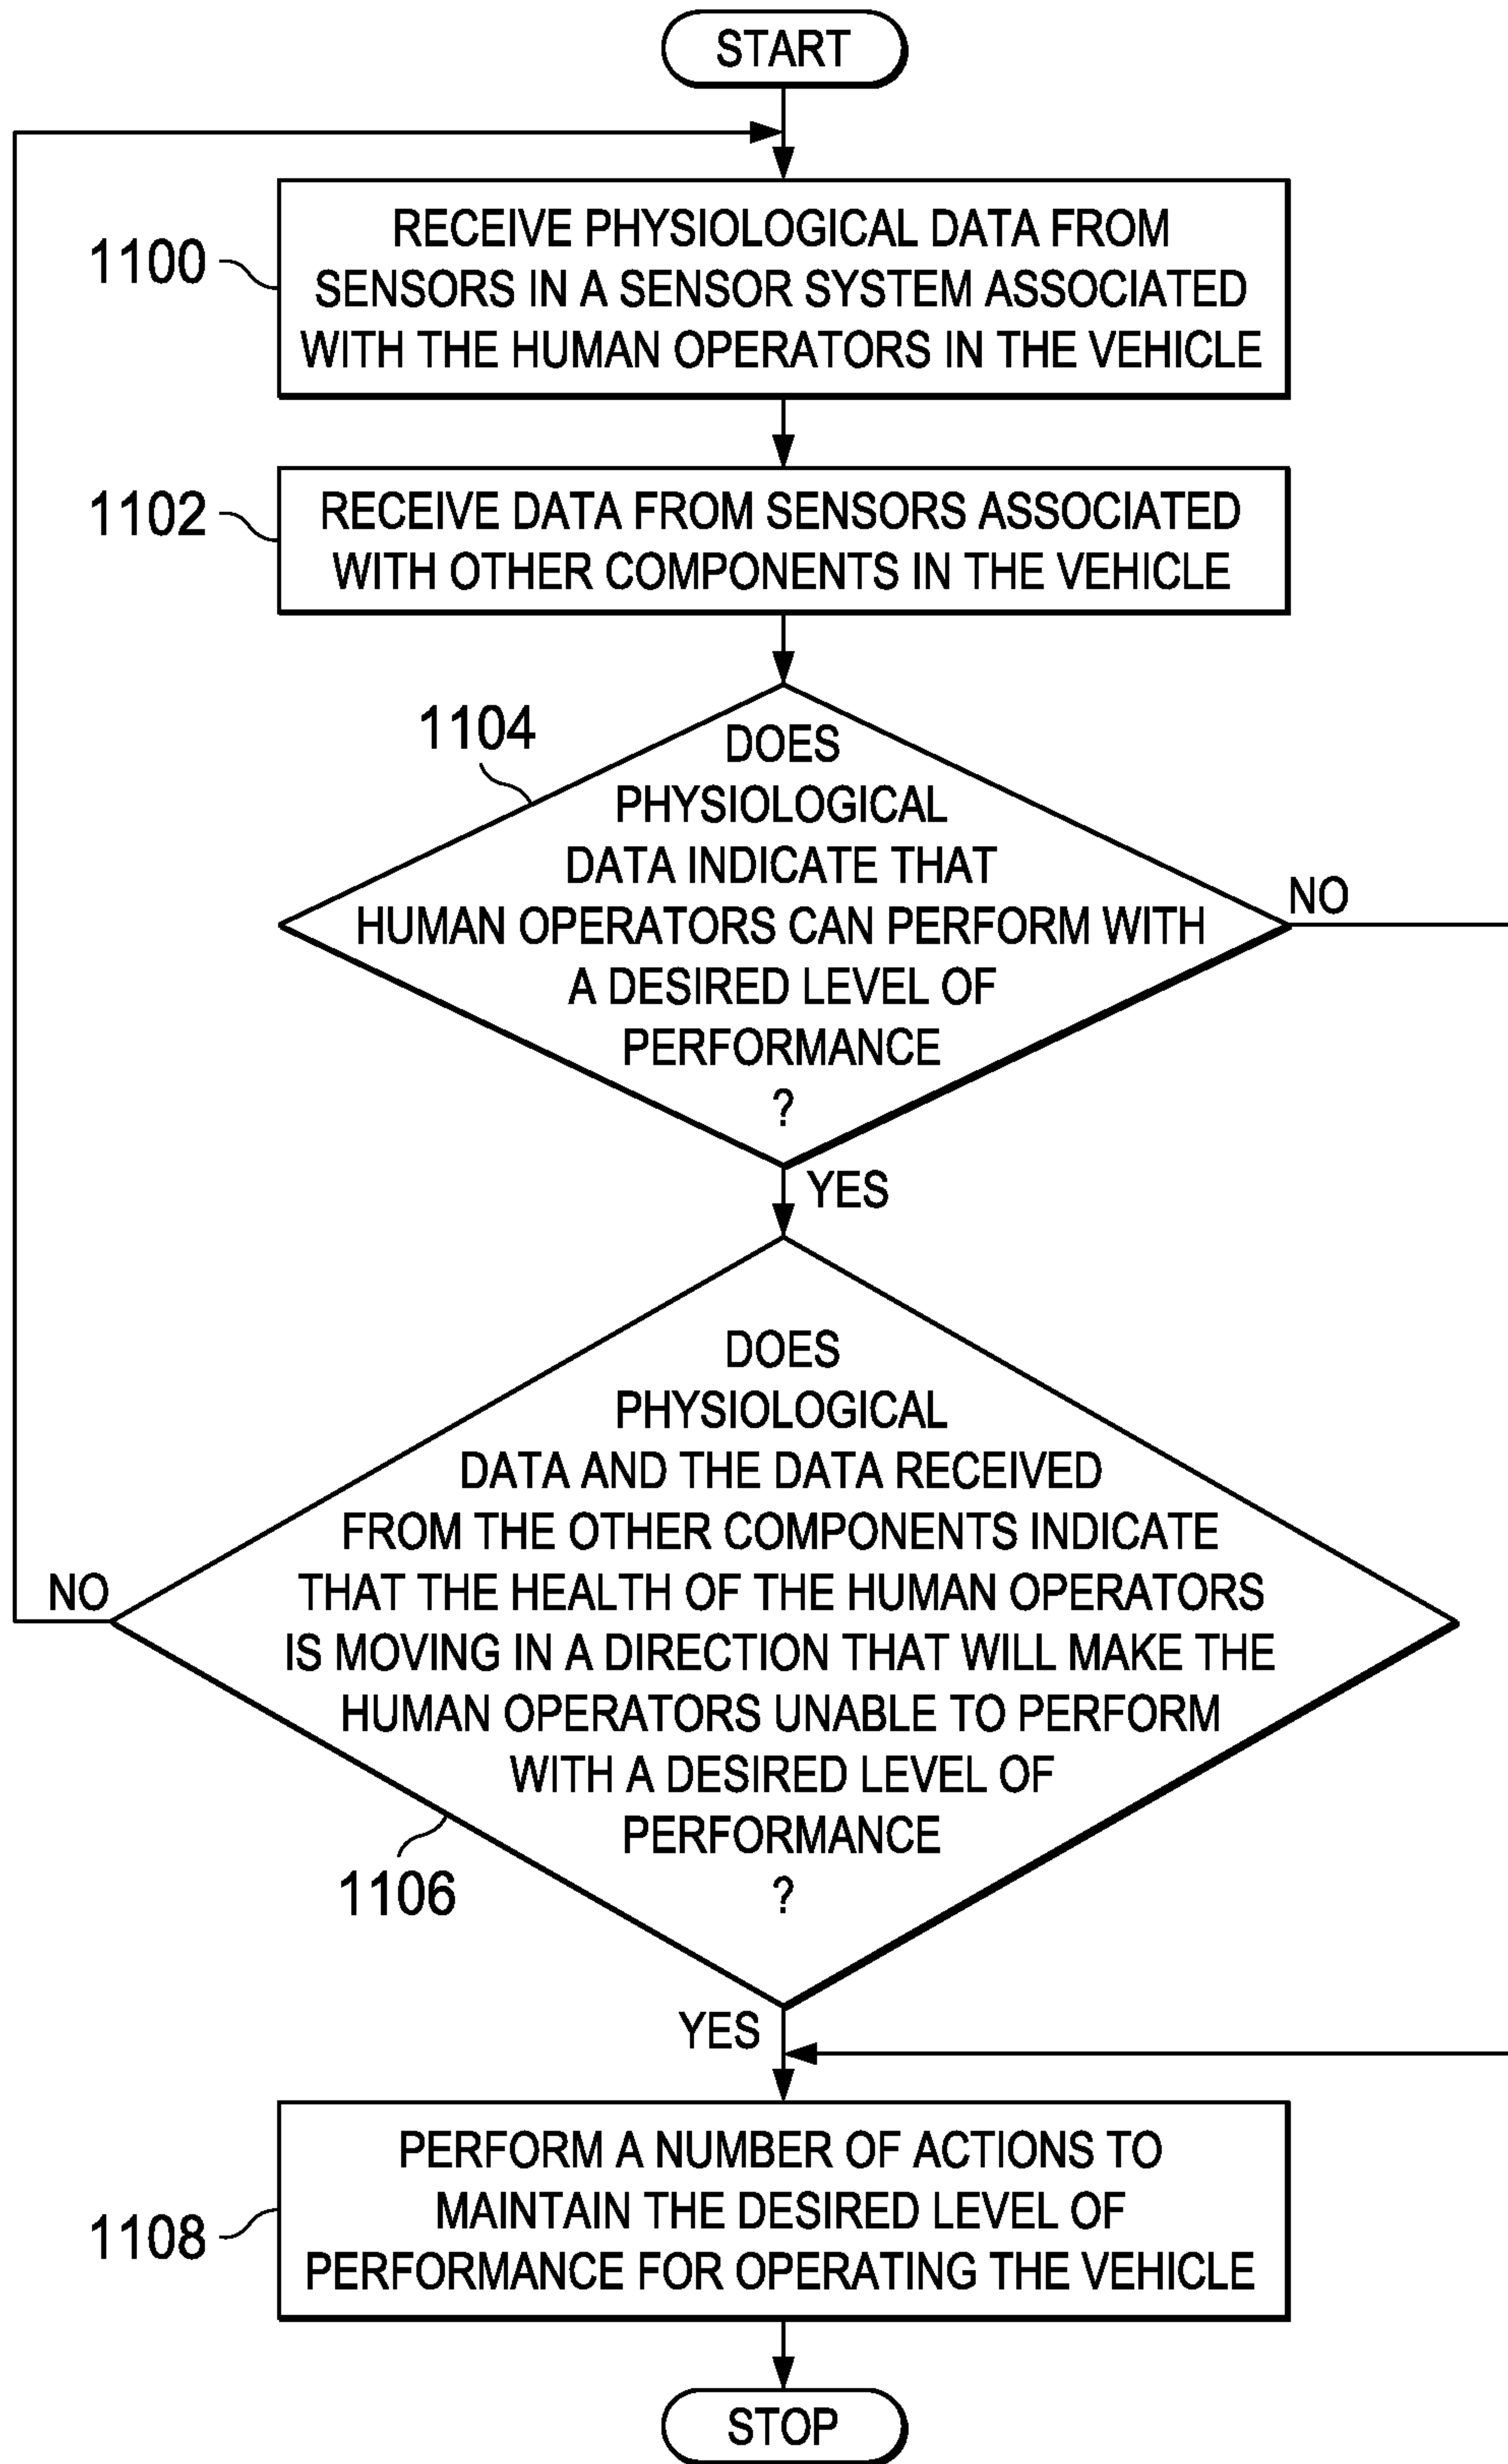 START
1100
RECEIVE PHYSIOLOGICAL DATA FROM
SENSORS IN A SENSOR SYSTEM ASSOCIATED
WITH THE HUMAN OPERATORS IN THE VEHICLE
1102
RECEIVE DATA FROM SENSORS ASSOCIATED
WITH OTHER COMPONENTS IN THE VEHICLE
1104
DOES
PHYSIOLOGICAL
DATA INDICATE THAT
HUMAN OPERATORS CAN PERFORM WITH
A DESIRED LEVEL OF
PERFORMANCE
?
NO
YES
DOES
PHYSIOLOGICAL
DATA AND THE DATA RECEIVED
FROM THE OTHER COMPONENTS INDICATE
THAT THE HEALTH OF THE HUMAN OPERATORS
IS MOVING IN A DIRECTION THAT WILL MAKE THE
HUMAN OPERATORS UNABLE TO PERFORM
WITH A DESIRED LEVEL OF
PERFORMANCE
?
NO
1106
YES
1108
PERFORM A NUMBER OF ACTIONS TO
MAINTAIN THE DESIRED LEVEL OF
PERFORMANCE FOR OPERATING THE VEHICLE
STOP